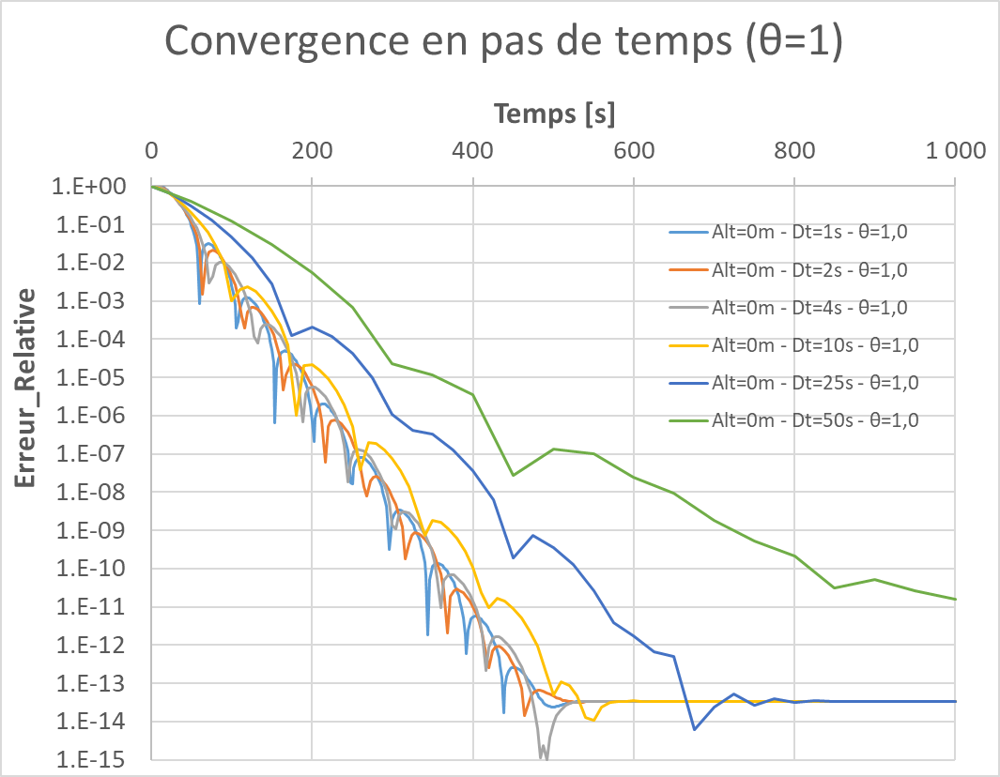 Convergence en pas de temps (θ=1)
Temps [s]
0 200 400 600 800 1 000
Erreur_Relative
1.E+00
1.E-01
1.E-02
1.E-03
1.E-04
1.E-05
1.E-06
1.E-07
1.E-08
1.E-09
1.E-10
1.E-11
1.E-12
1.E-13
1.E-14
1.E-15
Alt=0m - Dt=1s - θ=1,0
Alt=0m - Dt=2s - θ=1,0
Alt=0m - Dt=4s - θ=1,0
Alt=0m - Dt=10s - θ=1,0
Alt=0m - Dt=25s - θ=1,0
Alt=0m - Dt=50s - θ=1,0